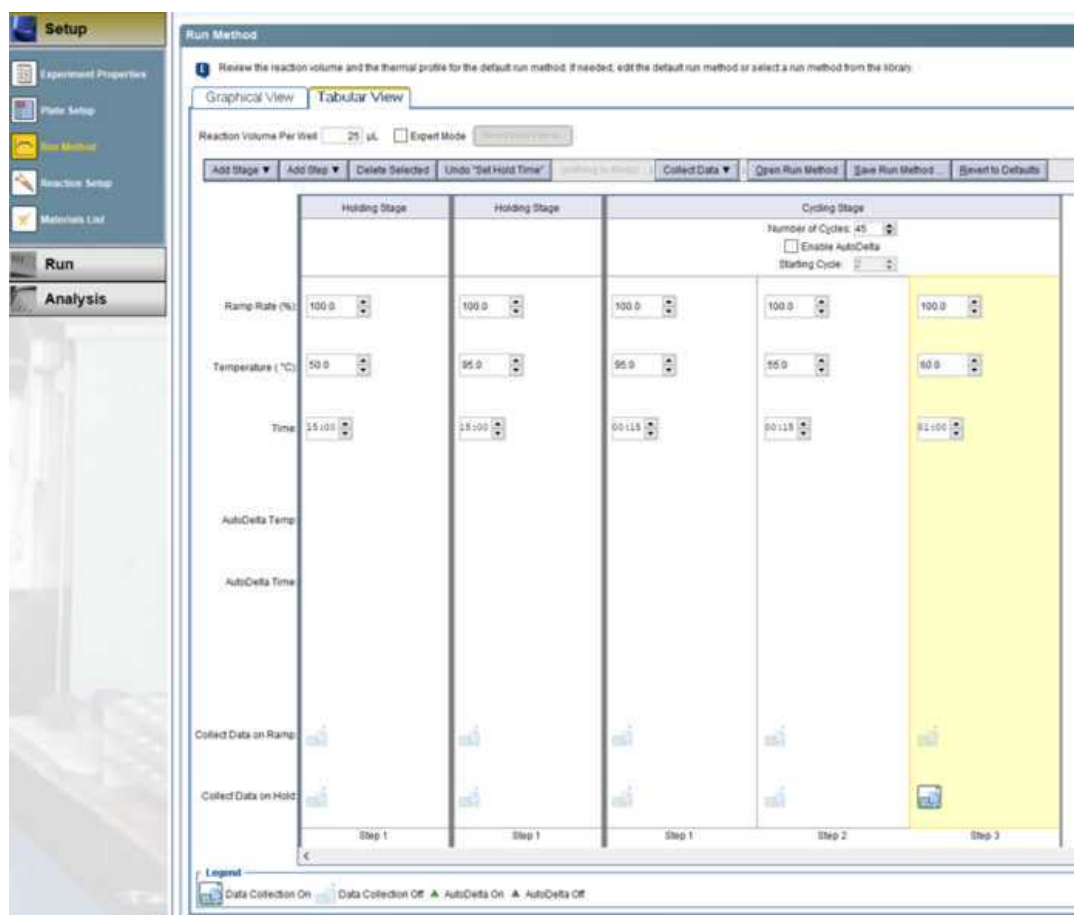 Setup
Experiment Properties
Plate Setup
Run Method
Reaction Setup
Materials List
Run
Analysis
Run Method
Review the reaction volume and the thermal profile for the default run method. If needed, edit the default run method or select a run method from the library.
Graphical View Tabular View
Reaction Volume Per Well 25 µL Expert Mode
Add Stage ▼ Add Step ▼ Delete Selected Undo "Set Hold Time" Collect Data ▼ Open Run Method Save Run Method ... Revert to Defaults
Holding Stage Holding Stage Cycling Stage
Number of Cycles: 45
Enable AutoDelta
Starting Cycle:
Ramp Rate (%): 100.0 100.0 100.0 100.0 100.0
Temperature (°C): 50.0 95.0 95.0 55.0 60.0
Time 15:00 15:00 00:15 00:15 01:00
AutoDelta Temp
AutoDelta Time
Collect Data on Ramp
Collect Data on Hold
Step 1 Step 1 Step 1 Step 2 Step 3
Legend
Data Collection On Data Collection Off ▲ AutoDelta On ▲ AutoDelta Off